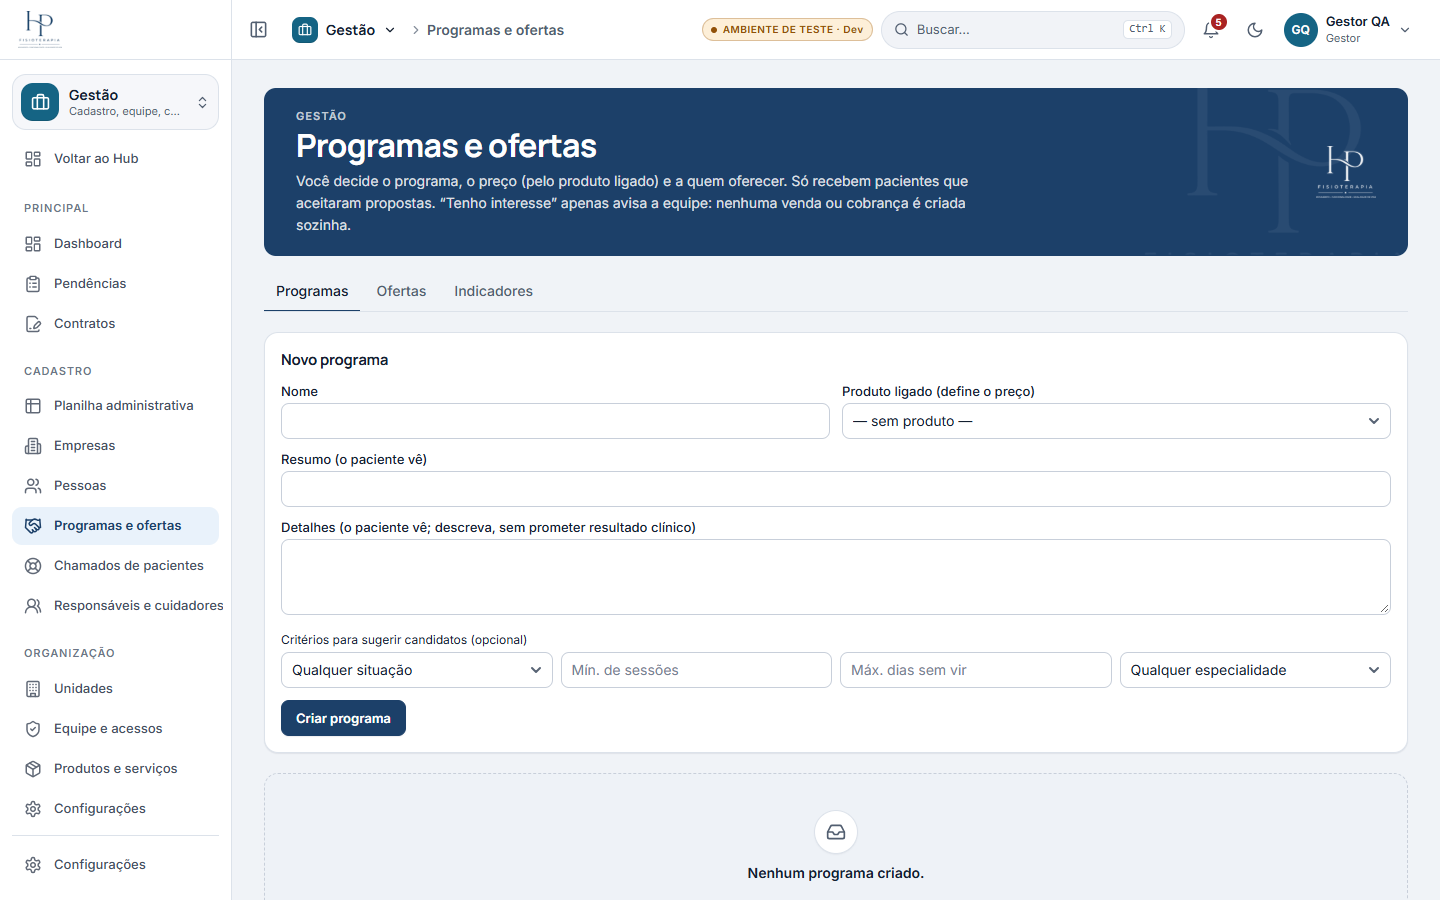 HP
FISIOTERAPIA
Gestão
Programas e ofertas
AMBIENTE DE TESTE · Dev
Buscar...
Ctrl K
5
GQ
Gestor QA
Gestor
Gestão
Cadastro, equipe, c...
Voltar ao Hub
PRINCIPAL
Dashboard
Pendências
Contratos
CADASTRO
Planilha administrativa
Empresas
Pessoas
Programas e ofertas
Chamados de pacientes
Responsáveis e cuidadores
ORGANIZAÇÃO
Unidades
Equipe e acessos
Produtos e serviços
Configurações
Configurações
GESTÃO
Programas e ofertas
Você decide o programa, o preço (pelo produto ligado) e a quem oferecer. Só recebem pacientes que
aceitaram propostas. “Tenho interesse” apenas avisa a equipe: nenhuma venda ou cobrança é criada
sozinha.
HP
FISIOTERAPIA
Programas
Ofertas
Indicadores
Novo programa
Nome
Produto ligado (define o preço)
— sem produto —
Resumo (o paciente vê)
Detalhes (o paciente vê; descreva, sem prometer resultado clínico)
Critérios para sugerir candidatos (opcional)
Qualquer situação
Mín. de sessões
Máx. dias sem vir
Qualquer especialidade
Criar programa
Nenhum programa criado.